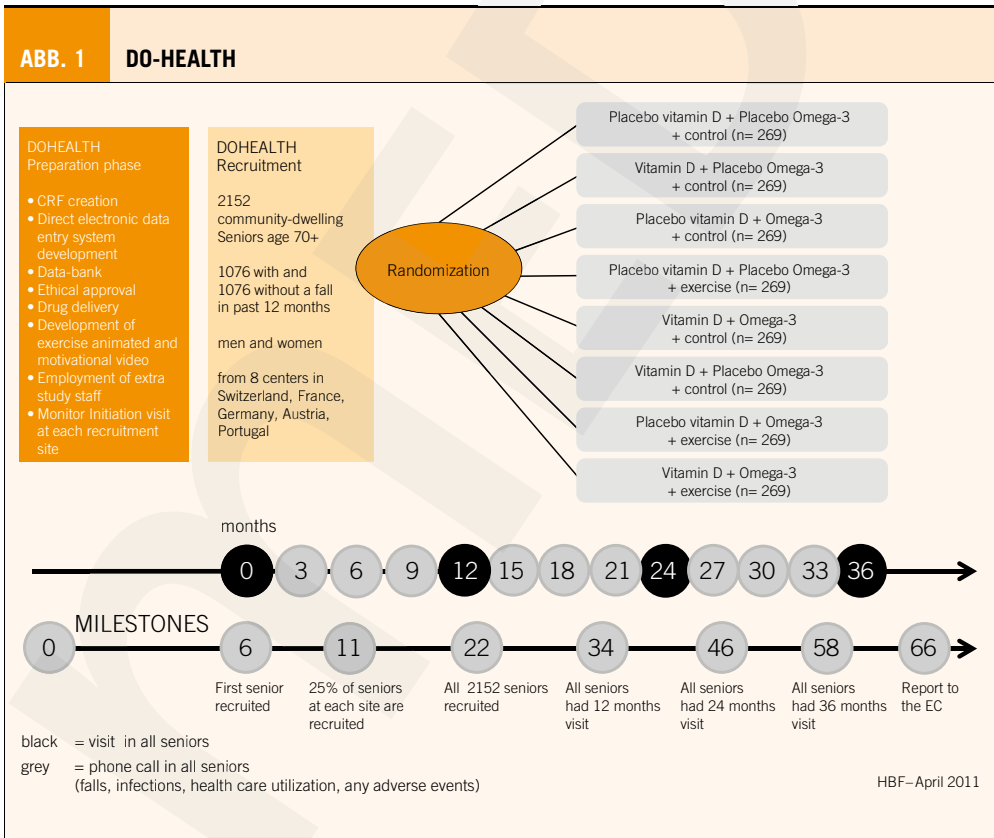 ABB. 1 DO-HEALTH
DOHEALTH
Preparation phase
• CRF creation
• Direct electronic data
entry system
development
• Data-bank
• Ethical approval
• Drug delivery
• Development of
exercise animated and
motivational video
• Employment of extra
study staff
• Monitor Initiation visit
at each recruitment
site
DOHEALTH
Recruitment
2152
community-dwelling
Seniors age 70+
1076 with and
1076 without a fall
in past 12 months
men and women
from 8 centers in
Switzerland, France,
Germany, Austria,
Portugal
Randomization
Placebo vitamin D + Placebo Omega-3
+ control (n= 269)
Vitamin D + Placebo Omega-3
+ control (n= 269)
Placebo vitamin D + Omega-3
+ control (n= 269)
Placebo vitamin D + Placebo Omega-3
+ exercise (n= 269)
Vitamin D + Omega-3
+ control (n= 269)
Vitamin D + Placebo Omega-3
+ control (n= 269)
Placebo vitamin D + Omega-3
+ exercise (n= 269)
Vitamin D + Omega-3
+ exercise (n= 269)
months
0 3 6 9 12 15 18 21 24 27 30 33 36
MILESTONES
0 6 11 22 34 46 58 66
First senior
recruited
25% of seniors
at each site are
recruited
All 2152 seniors
recruited
All seniors
had 12 months
visit
All seniors
had 24 months
visit
All seniors
had 36 months
visit
Report to
the EC
black = visit in all seniors
grey = phone call in all seniors
(falls, infections, health care utilization, any adverse events)
HBF–April 2011